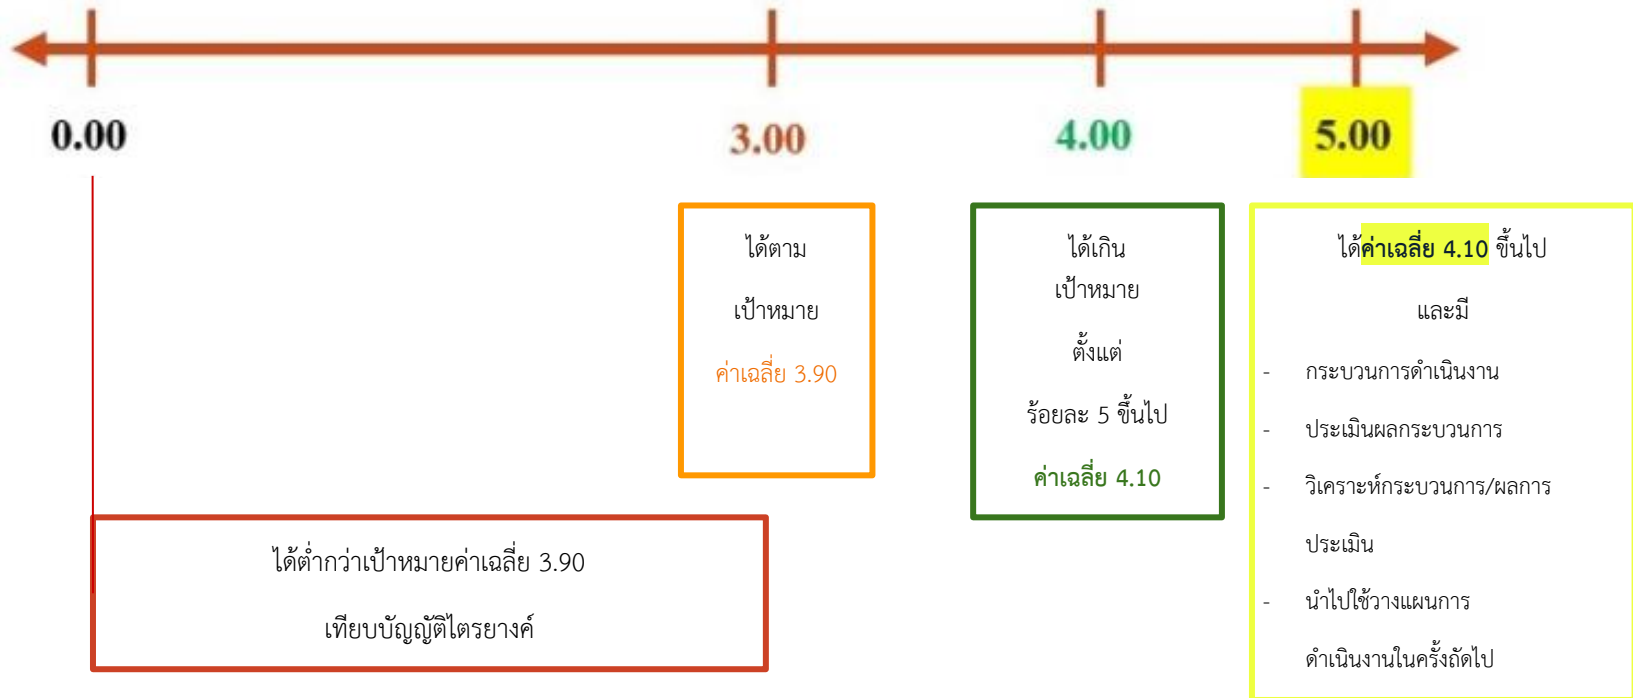 0.00
3.00
4.00
5.00
ได้ตาม
เป้าหมาย
ค่าเฉลี่ย 3.90
ได้เกิน
เป้าหมาย
ตั้งแต่
ร้อยละ 5 ขึ้นไป
ค่าเฉลี่ย 4.10
ได้ค่าเฉลี่ย 4.10 ขึ้นไป
และมี
- กระบวนการดำเนินงาน
- ประเมินผลกระบวนการ
- วิเคราะห์กระบวนการ/ผลการ
ประเมิน
- นำไปใช้วางแผนการ
ดำเนินงานในครั้งถัดไป
ได้ต่ำกว่าเป้าหมายค่าเฉลี่ย 3.90
เทียบบัญญัติไตรยางค์